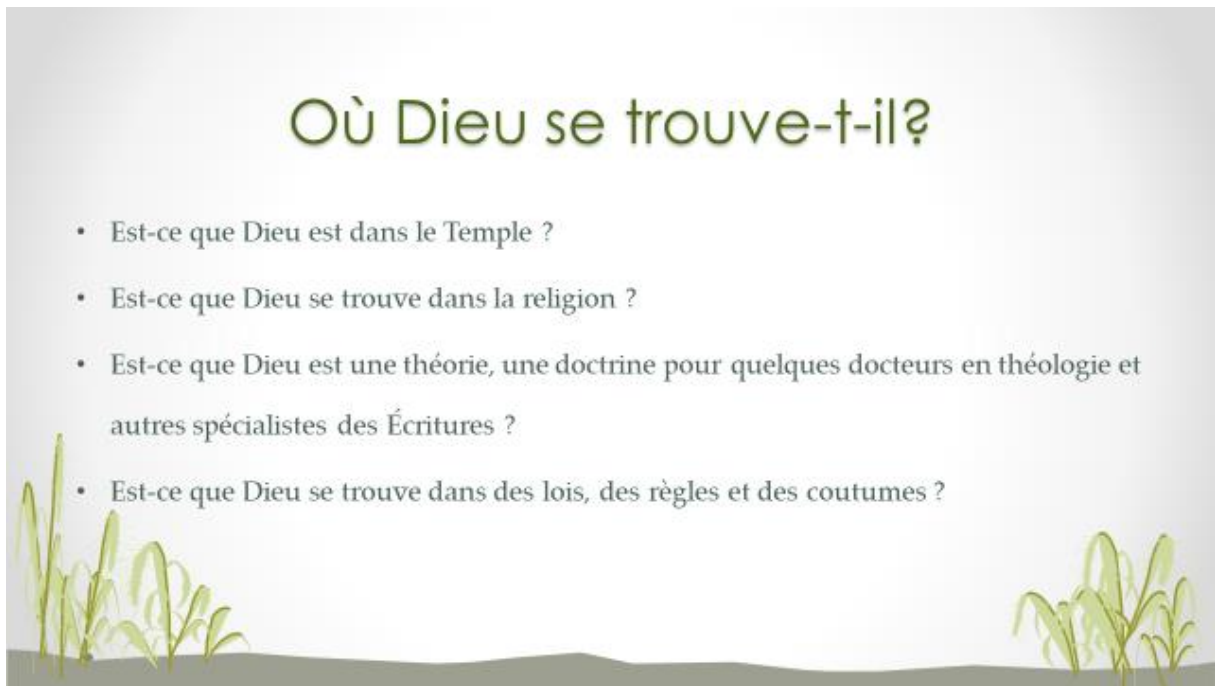 Où Dieu se trouve-t-il?
• Est-ce que Dieu est dans le Temple ?
• Est-ce que Dieu se trouve dans la religion ?
• Est-ce que Dieu est une théorie, une doctrine pour quelques docteurs en théologie et
autres spécialistes des Écritures ?
• Est-ce que Dieu se trouve dans des lois, des règles et des coutumes ?